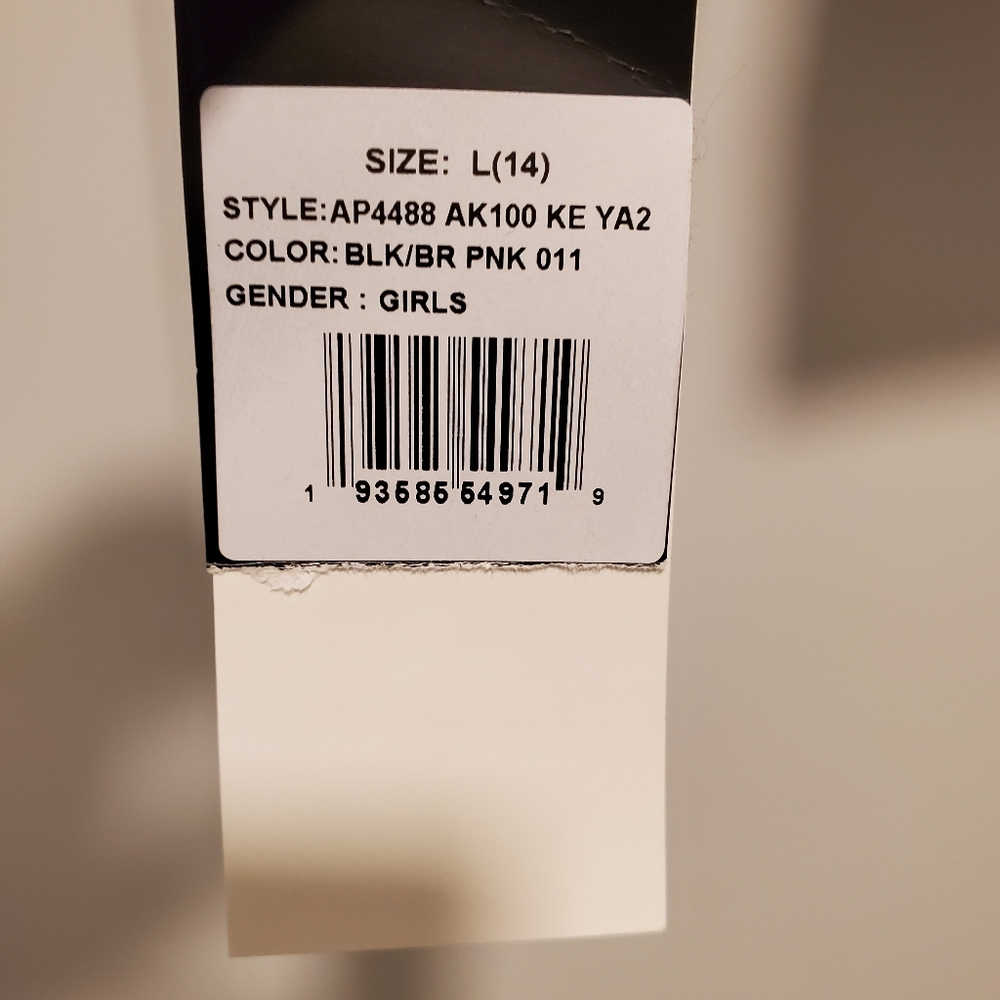 SIZE: L(14)
STYLE:AP4488 AK100 KE YA2
COLOR: BLK/BR PNK 011
GENDER : GIRLS
1 93585 54971 9